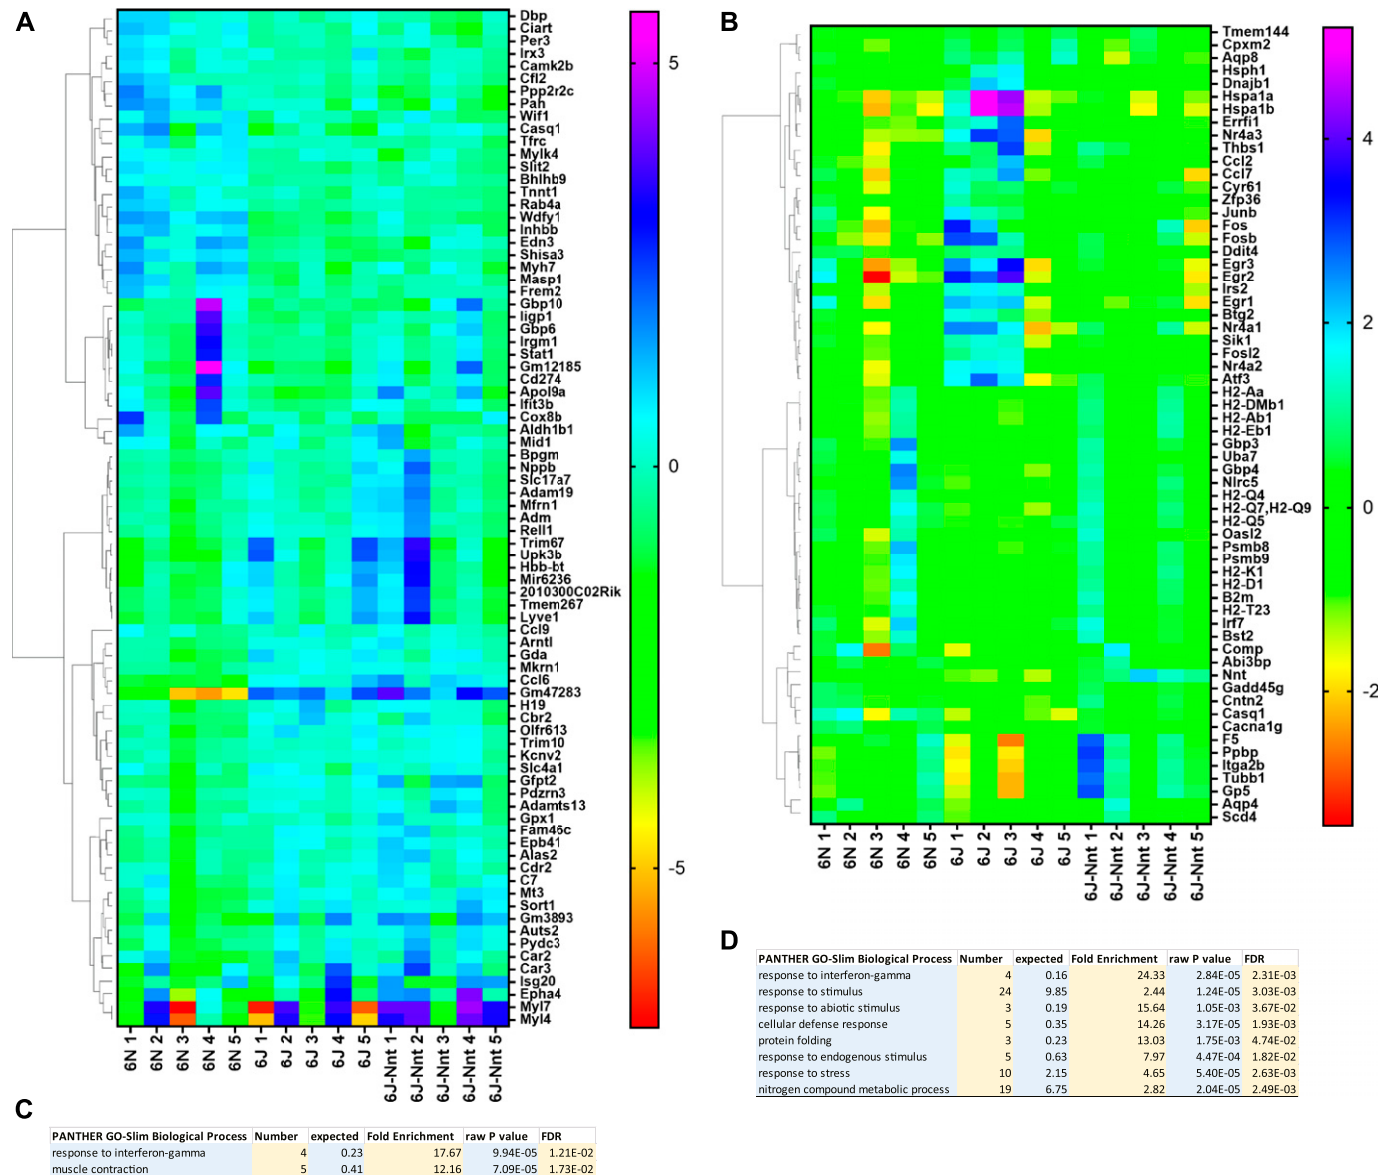 A
Dbp
Ciart
Per3
Irx3
Camk2b
Cfl2
Ppp2r2c
Pah
Wif1
Casq1
Tfrc
Mylk4
Slit2
Bhlhb9
Tnnt1
Rab4a
Wdfy1
Inhbb
Edn3
Shisa3
Myh7
Masp1
Frem2
Gbp10
Iigp1
Gbp6
Irgm1
Stat1
Gm12185
Cd274
Apol9a
Ifit3b
Cox8b
Aldh1b1
Mid1
Bpgm
Nppb
Slc17a7
Adam19
Mfrn1
Adm
Rell1
Trim67
Upk3b
Hbb-bt
Mir6236
2010300C02Rik
Tmem267
Lyve1
Ccl9
Arntl
Gda
Mkrn1
Ccl6
Gm47283
H19
Cbr2
Olfr613
Trim10
Kcnv2
Slc4a1
Gfpt2
Pdzrn3
Adamts13
Gpx1
Fam46c
Epb41
Alas2
Cdr2
C7
Mt3
Sort1
Gm3893
Auts2
Pydc3
Car2
Car3
Isg20
Epha4
Myl7
Myl4
6N 1
6N 2
6N 3
6N 4
6N 5
6J 1
6J 2
6J 3
6J 4
6J 5
6J-Nnt 1
6J-Nnt 2
6J-Nnt 3
6J-Nnt 4
6J-Nnt 5
5
0
-5
B
Tmem144
Cpxm2
Aqp8
Hsph1
Dnajb1
Hspa1a
Hspa1b
Errfi1
Nr4a3
Thbs1
Ccl2
Ccl7
Cyr61
Zfp36
Junb
Fos
Fosb
Ddit4
Egr3
Egr2
Irs2
Egr1
Btg2
Nr4a1
Sik1
Fosl2
Nr4a2
Atf3
H2-Aa
H2-DMb1
H2-Ab1
H2-Eb1
Gbp3
Uba7
Gbp4
Nlrc5
H2-Q4
H2-Q7,H2-Q9
H2-Q5
Oasl2
Psmb8
Psmb9
H2-K1
H2-D1
B2m
H2-T23
Irf7
Bst2
Comp
Abi3bp
Nnt
Gadd45g
Cntn2
Casq1
Cacna1g
F5
Ppbp
Itga2b
Tubb1
Gp5
Aqp4
Scd4
6N 1
6N 2
6N 3
6N 4
6N 5
6J 1
6J 2
6J 3
6J 4
6J 5
6J-Nnt 1
6J-Nnt 2
6J-Nnt 3
6J-Nnt 4
6J-Nnt 5
4
2
0
-2
C
PANTHER GO-Slim Biological Process Number expected Fold Enrichment raw P value FDR
response to interferon-gamma 4 0.23 17.67 9.94E-05 1.21E-02
muscle contraction 5 0.41 12.16 7.09E-05 1.73E-02
D
PANTHER GO-Slim Biological Process Number expected Fold Enrichment raw P value FDR
response to interferon-gamma 4 0.16 24.33 2.84E-05 2.31E-03
response to stimulus 24 9.85 2.44 1.24E-05 3.03E-03
response to abiotic stimulus 3 0.19 15.64 1.05E-03 3.67E-02
cellular defense response 5 0.35 14.26 3.17E-05 1.93E-03
protein folding 3 0.23 13.03 1.75E-03 4.74E-02
response to endogenous stimulus 5 0.63 7.97 4.47E-04 1.82E-02
response to stress 10 2.15 4.65 5.40E-05 2.63E-03
nitrogen compound metabolic process 19 6.75 2.82 2.04E-05 2.49E-03